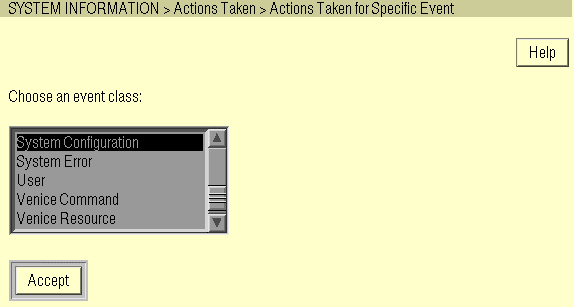 SYSTEM INFORMATION > Actions Taken > Actions Taken for Specific Event
Help
Choose an event class:
System Configuration
System Error
User
Venice Command
Venice Resource
Accept